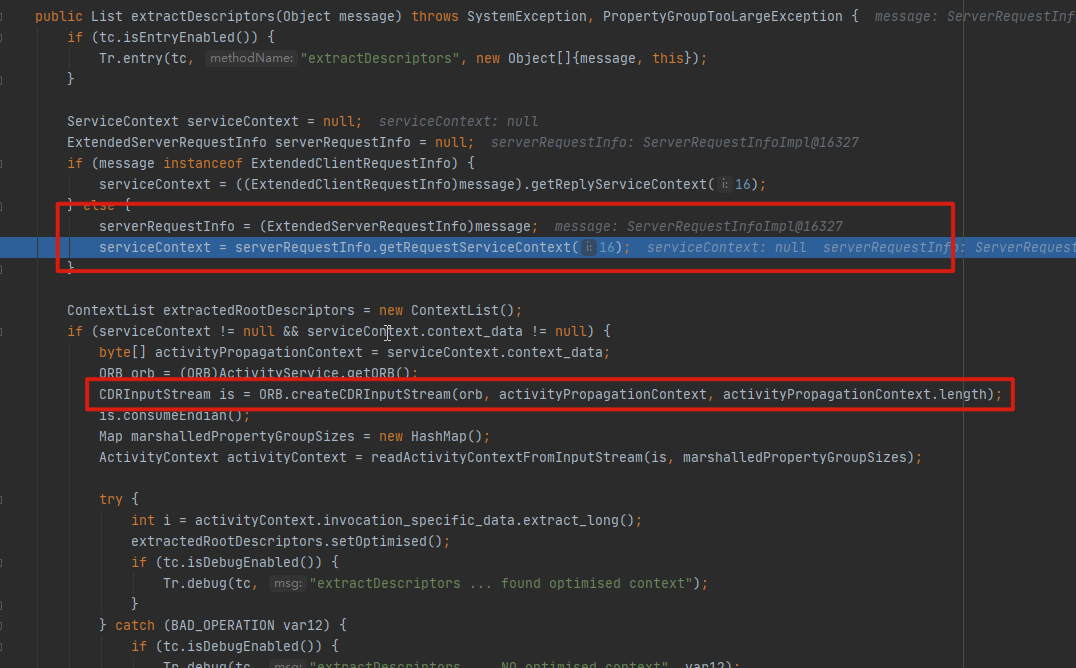 public List extractDescriptors(Object message) throws SystemException, PropertyGroupTooLargeException {  message: ServerRequestInf
if (tc.isEntryEnabled()) {
Tr.entry(tc, methodName: "extractDescriptors", new Object[]{message, this});
}
ServiceContext serviceContext = null;  serviceContext: null
ExtendedServerRequestInfo serverRequestInfo = null;  serverRequestInfo: ServerRequestInfoImpl@16327
if (message instanceof ExtendedClientRequestInfo) {
serviceContext = ((ExtendedClientRequestInfo)message).getReplyServiceContext( i: 16);
} else {
serverRequestInfo = (ExtendedServerRequestInfo)message;  message: ServerRequestInfoImpl@16327
serviceContext = serverRequestInfo.getRequestServiceContext( i: 16);  serviceContext: null  serverRequestInfo: ServerRequest
}
ContextList extractedRootDescriptors = new ContextList();
if (serviceContext != null && serviceContext.context_data != null) {
byte[] activityPropagationContext = serviceContext.context_data;
ORB orb = (ORB)ActivityService.getORB();
CDRInputStream is = ORB.createCDRInputStream(orb, activityPropagationContext, activityPropagationContext.length);
is.consumeEndian();
Map marshalledPropertyGroupSizes = new HashMap();
ActivityContext activityContext = readActivityContextFromInputStream(is, marshalledPropertyGroupSizes);
try {
int i = activityContext.invocation_specific_data.extract_long();
extractedRootDescriptors.setOptimised();
if (tc.isDebugEnabled()) {
Tr.debug(tc, msg: "extractDescriptors ... found optimised context");
}
} catch (BAD_OPERATION var12) {
if (tc.isDebugEnabled()) {
Tr.debug(tc, msg: "extractDescriptors ... NO optimised context", var12);